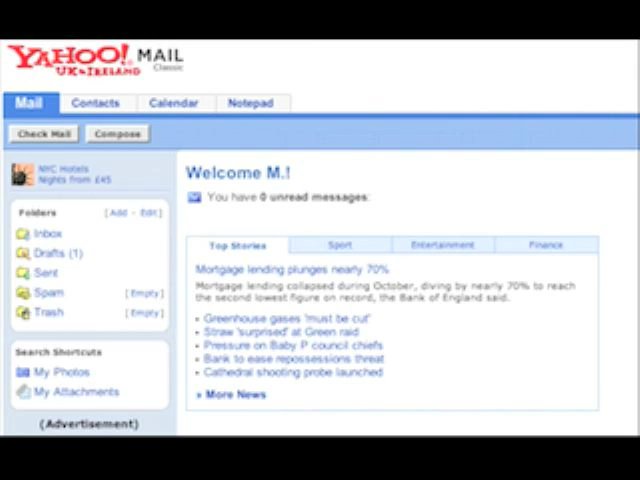 YAHOO! MAIL
UK & IRELAND Classic
Mail Contacts Calendar Notepad
Check Mail Compose
NYC Hotels
Nights from £45
Folders [Add - Edit]
Inbox
Drafts (1)
Sent
Spam [Empty]
Trash [Empty]
Search Shortcuts
My Photos
My Attachments
(Advertisement)
Welcome M.!
You have 0 unread messages:
Top Stories Sport Entertainment Finance
Mortgage lending plunges nearly 70%
Mortgage lending collapsed during October, diving by nearly 70% to reach
the second lowest figure on record, the Bank of England said.
• Greenhouse gases 'must be cut'
• Straw 'surprised' at Green raid
• Pressure on Baby P council chiefs
• Bank to ease repossessions threat
• Cathedral shooting probe launched
» More News